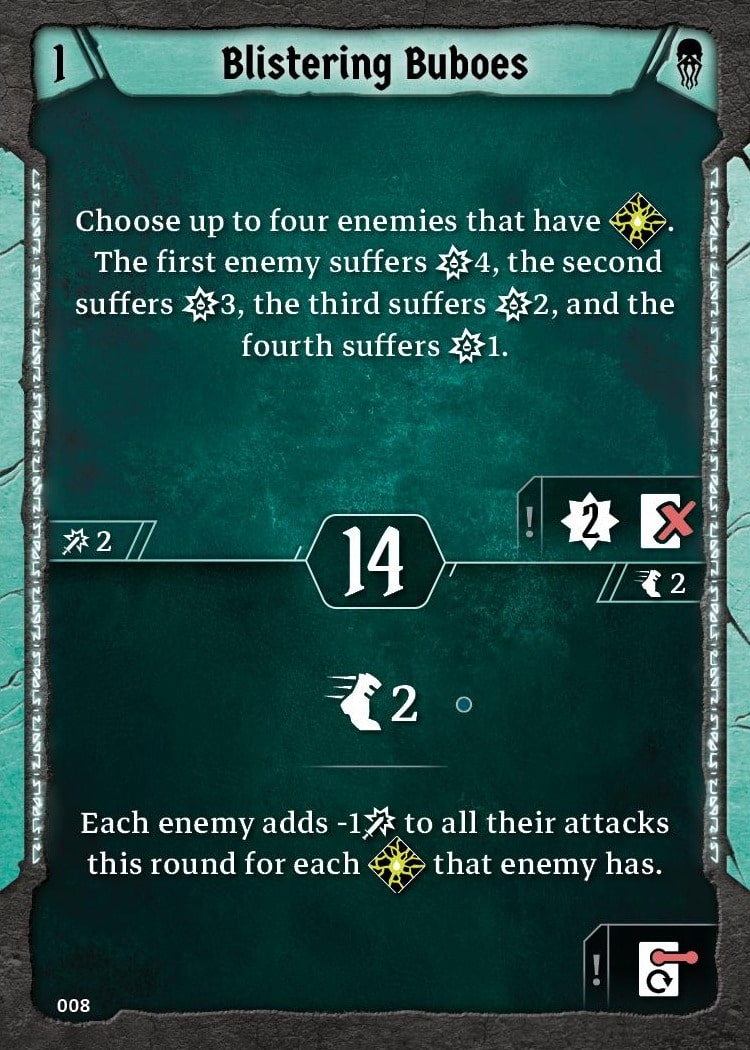 1
Blistering Buboes
Choose up to four enemies that have .
The first enemy suffers 4, the second
suffers 3, the third suffers 2, and the
fourth suffers 1.
2
14
! 2
2
2
Each enemy adds -1 to all their attacks
this round for each that enemy has.
!
008